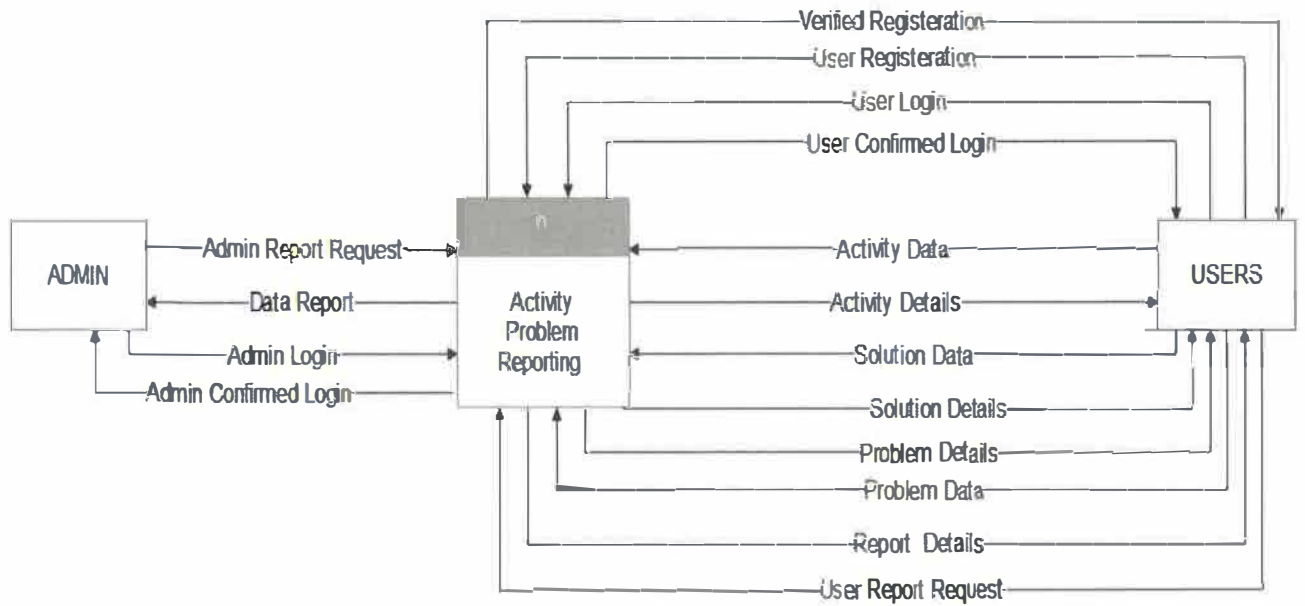 Verified Registeration
User Registeration
User Login
User Confirmed Login
ADMIN
Admin Report Request
Data Report
Admin Login
Admin Confirmed Login
Activity
Problem
Reporting
Activity Data
Activity Details
Solution Data
Solution Details
Problem Details
Problem Data
Report Details
User Report Request
USERS